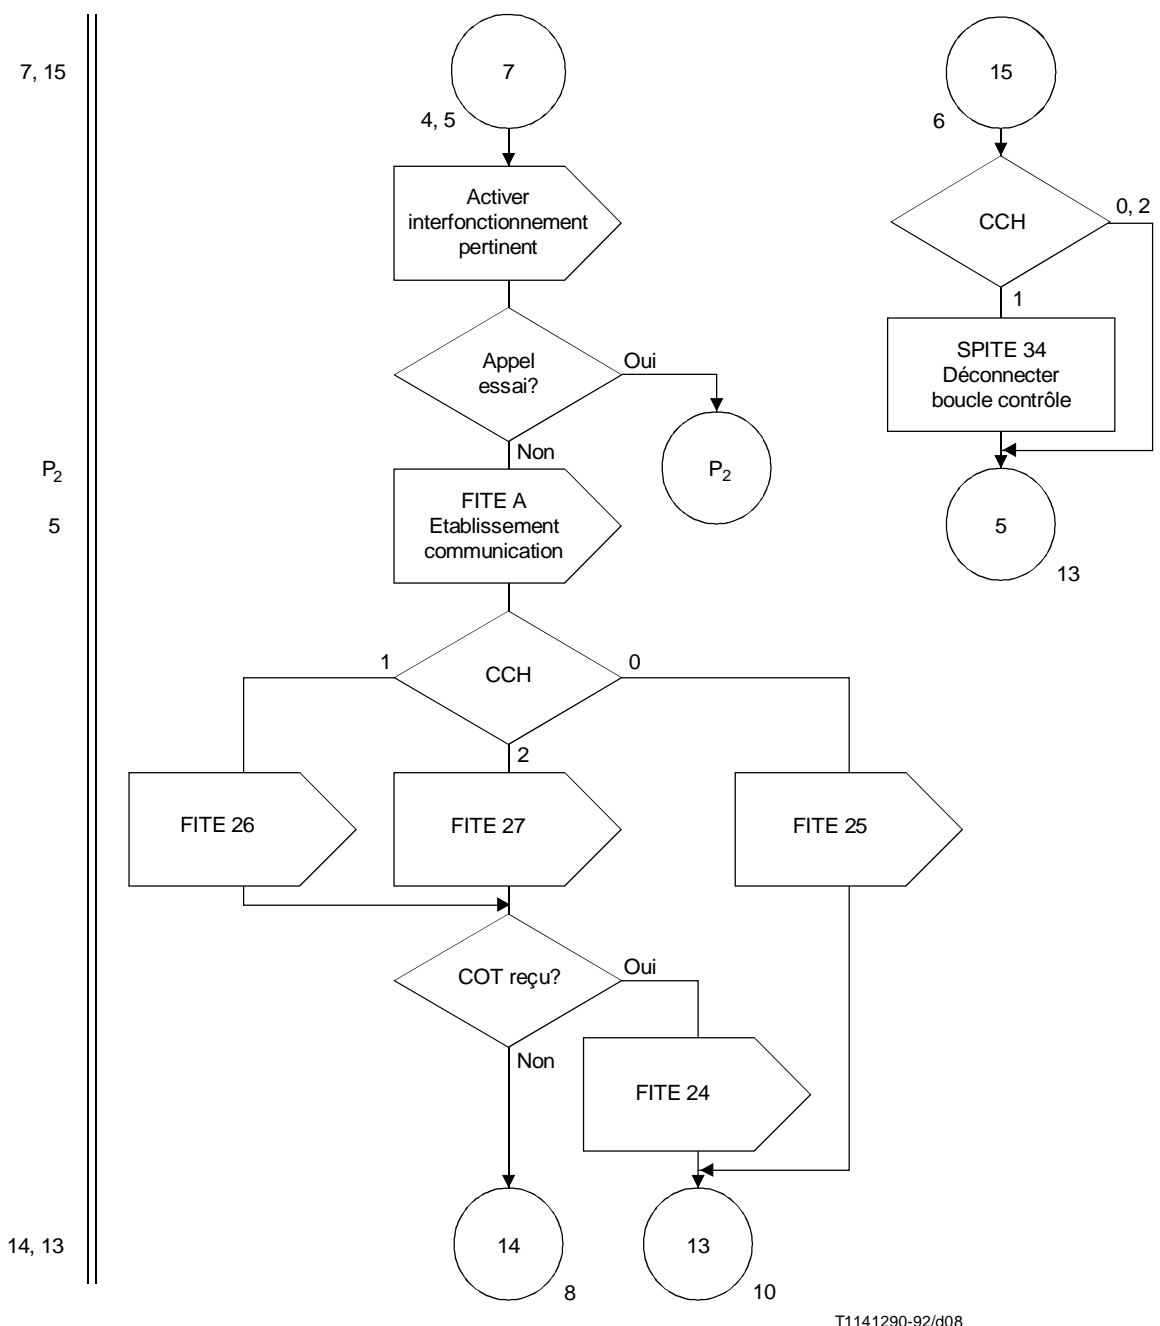 7, 15
7
15
4, 5
6
Activer
interfonctionnement
pertinent
0, 2
CCH
1
Appel
essai?
Oui
SPITE 34
Déconnecter
boucle contrôle
Non
P2
P2
FITE A
Etablissement
communication
5
5
13
1
CCH
0
2
FITE 26
FITE 27
FITE 25
COT reçu?
Oui
Non
FITE 24
14, 13
14
13
8
10
T1141290-92/d08